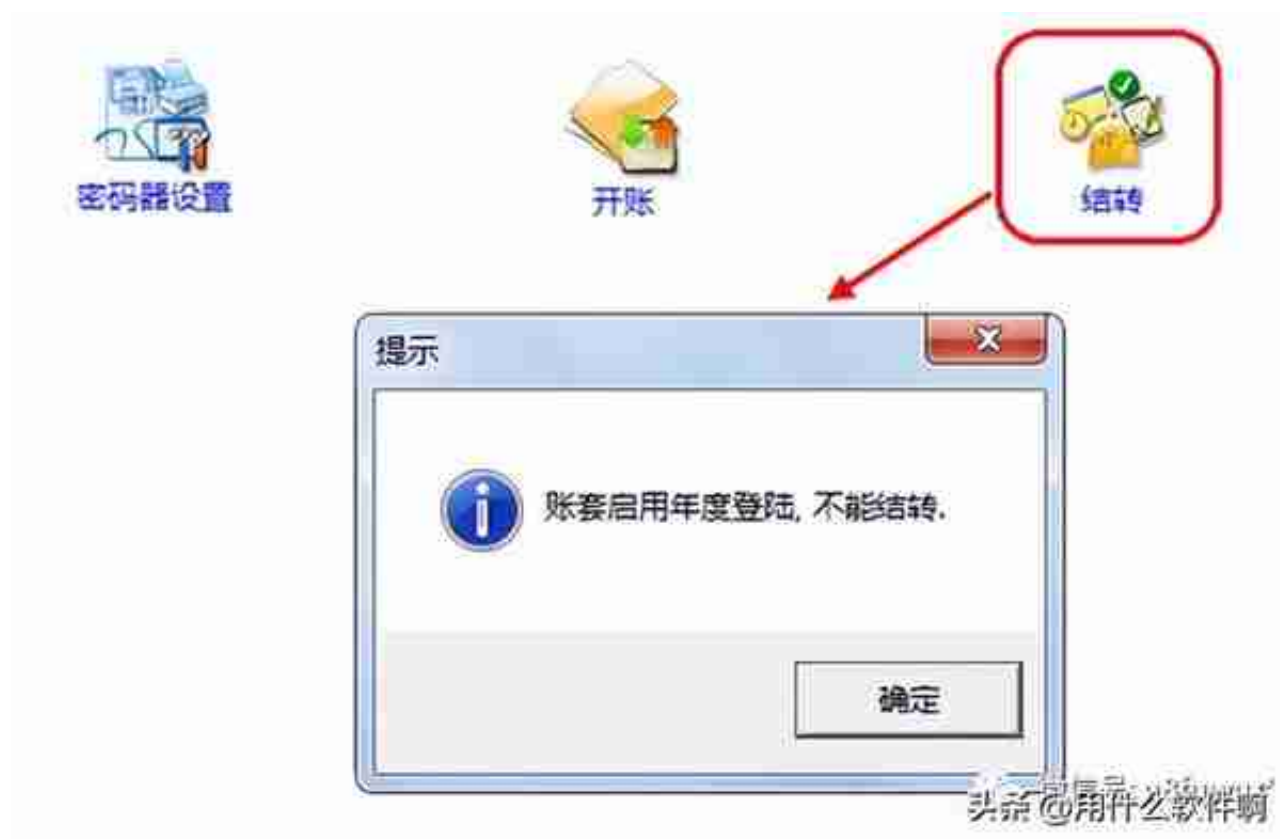 密码器设置
开账
结转
提示
账套启用年度登陆, 不能结转.
确定
头条 @用什么软件啊